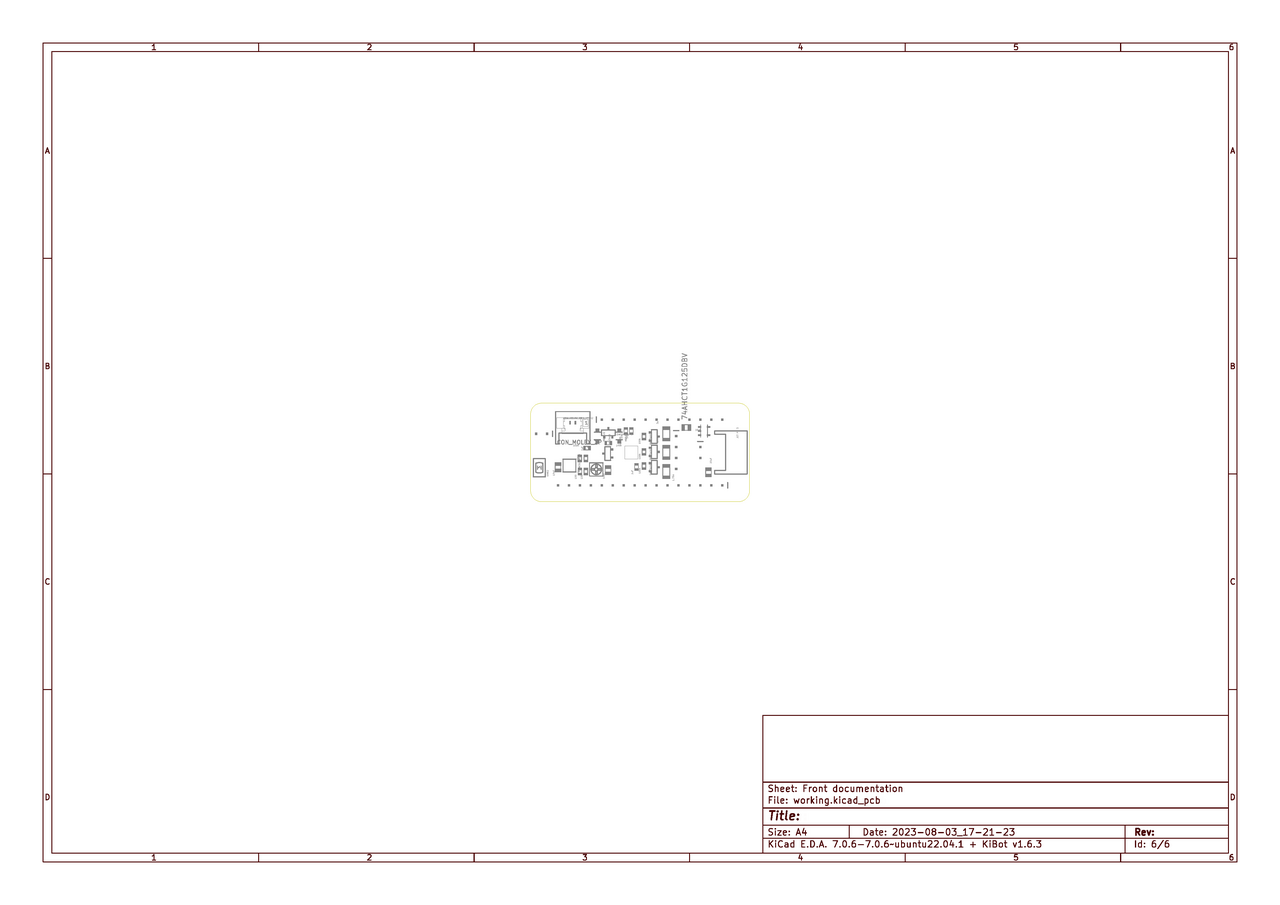 1 2 3 4 5 6
A A
B B
74AHCT1G125DBV
C C
D D
Sheet: Front documentation
File: working.kicad_pcb
Title:
Size: A4 Date: 2023-08-03_17-21-23 Rev:
KiCad E.D.A. 7.0.6-7.0.6~ubuntu22.04.1 + KiBot v1.6.3 Id: 6/6
1 2 3 4 5 6